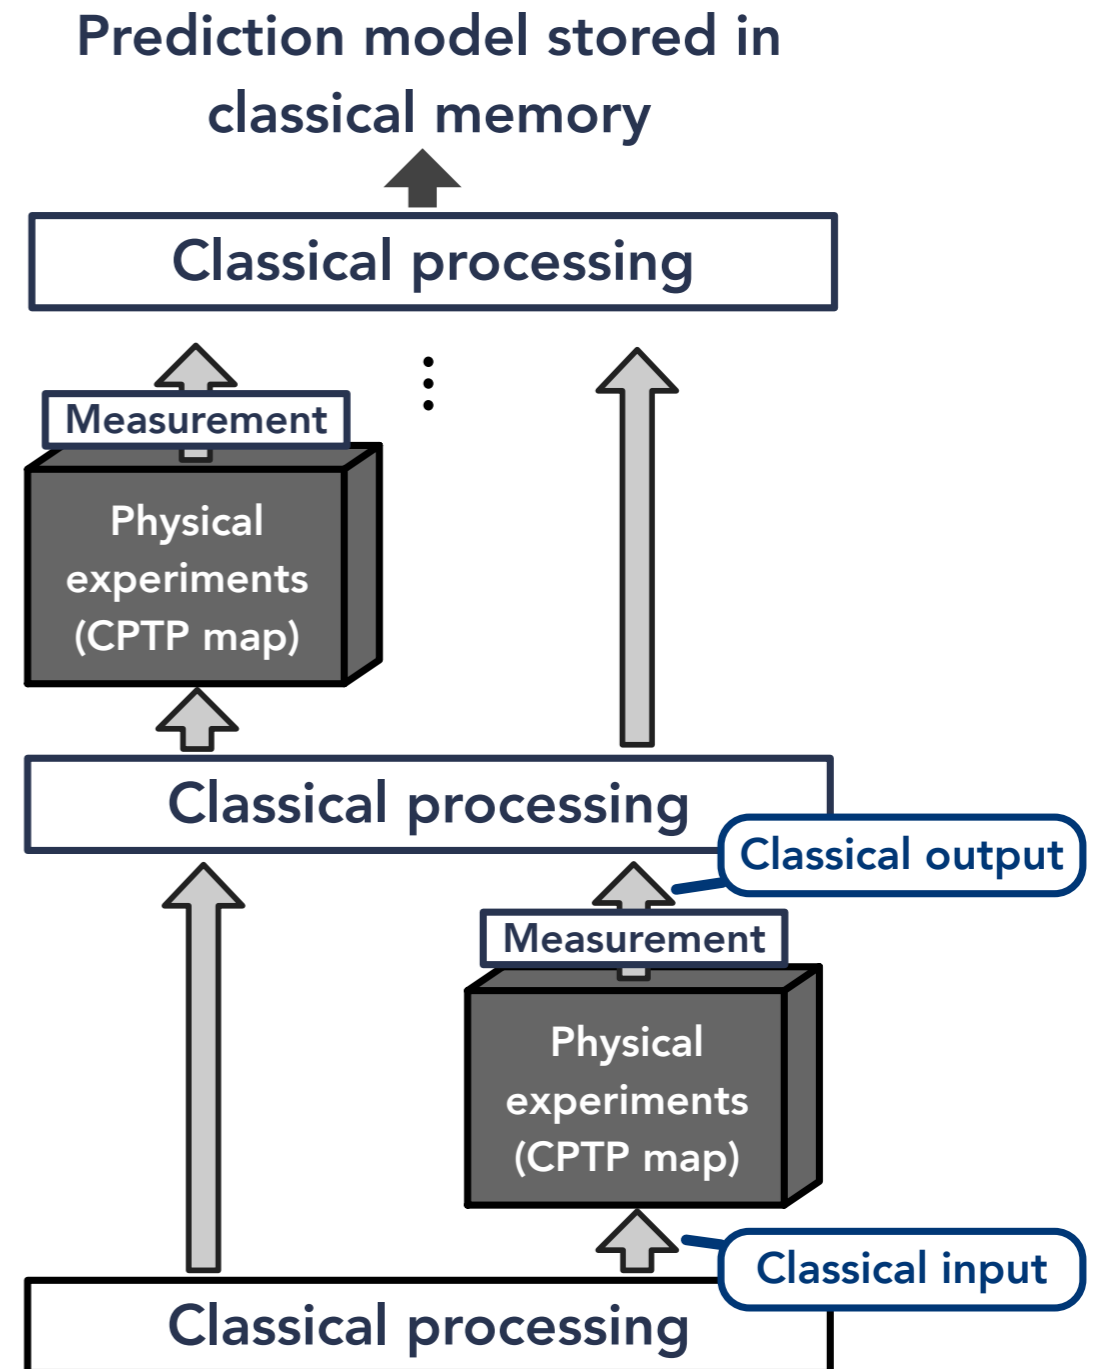 Prediction model stored in
classical memory
Classical processing
Measurement
Physical
experiments
(CPTP map)
Classical processing
Classical output
Measurement
Physical
experiments
(CPTP map)
Classical input
Classical processing